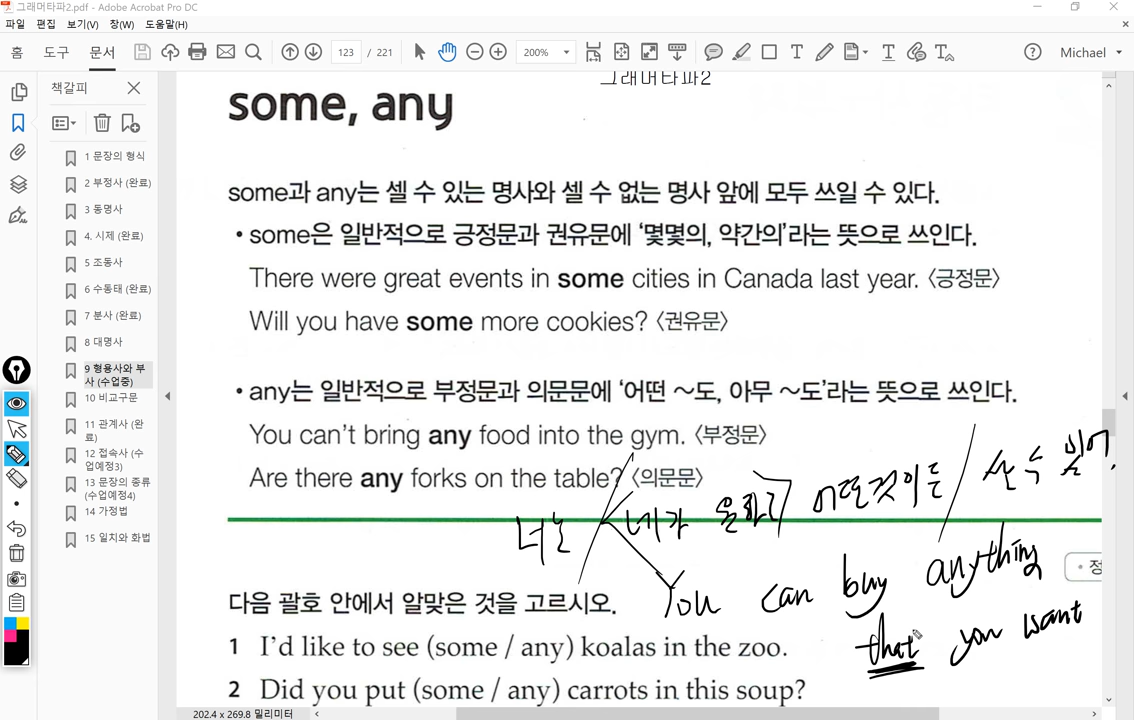 그래머타파2.pdf - Adobe Acrobat Pro DC
파일 편집 보기(V) 창(W) 도움말(H)
홈 도구 문서 123 / 221 200% Michael
책갈피
1 문장의 형식
2 부정사 (완료)
3 동명사
4. 시제 (완료)
5 조동사
6 수동태 (완료)
7 분사 (완료)
8 대명사
9 형용사와 부
사 (수업중)
10 비교구문
11 관계사 (완
료)
12 접속사 (수
업예정3)
13 문장의 종류
(수업예정4)
14 가정법
15 일치와 화법
그래머타파2
some, any
some과 any는 셀 수 있는 명사와 셀 수 없는 명사 앞에 모두 쓰일 수 있다.
• some은 일반적으로 긍정문과 권유문에 '몇몇의, 약간의'라는 뜻으로 쓰인다.
There were great events in some cities in Canada last year. 〈긍정문〉
Will you have some more cookies? 〈권유문〉
• any는 일반적으로 부정문과 의문문에 '어떤 ~도, 아무 ~도'라는 뜻으로 쓰인다.
You can't bring any food into the gym. 〈부정문〉
Are there any forks on the table? 〈의문문〉
너는 네가 원하는 어떤것이든 살 수 있어.
You can buy anything
that you want
• 정
다음 괄호 안에서 알맞은 것을 고르시오.
1 I'd like to see (some / any) koalas in the zoo.
2 Did you put (some / any) carrots in this soup?
202.4 x 269.8 밀리미터